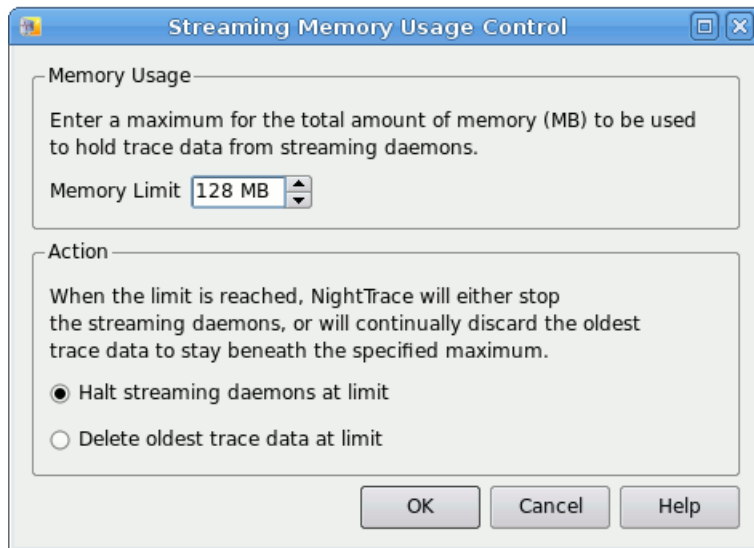 Streaming Memory Usage Control
Memory Usage
Enter a maximum for the total amount of memory (MB) to be used
to hold trace data from streaming daemons.
Memory Limit 128 MB
Action
When the limit is reached, NightTrace will either stop
the streaming daemons, or will continually discard the oldest
trace data to stay beneath the specified maximum.
Halt streaming daemons at limit
Delete oldest trace data at limit
OK Cancel Help